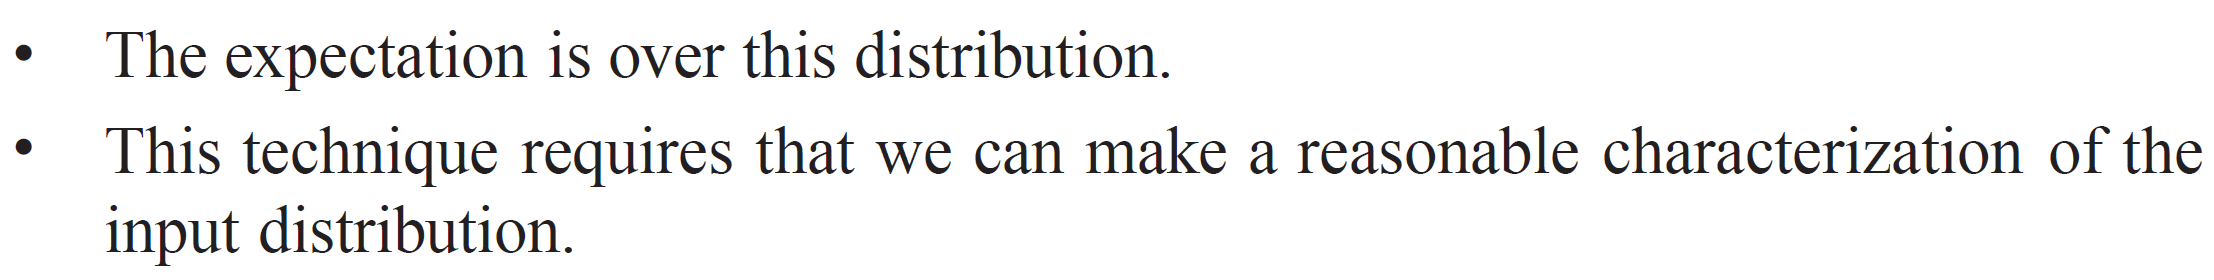 • The expectation is over this distribution.
• This technique requires that we can make a reasonable characterization of the
input distribution.